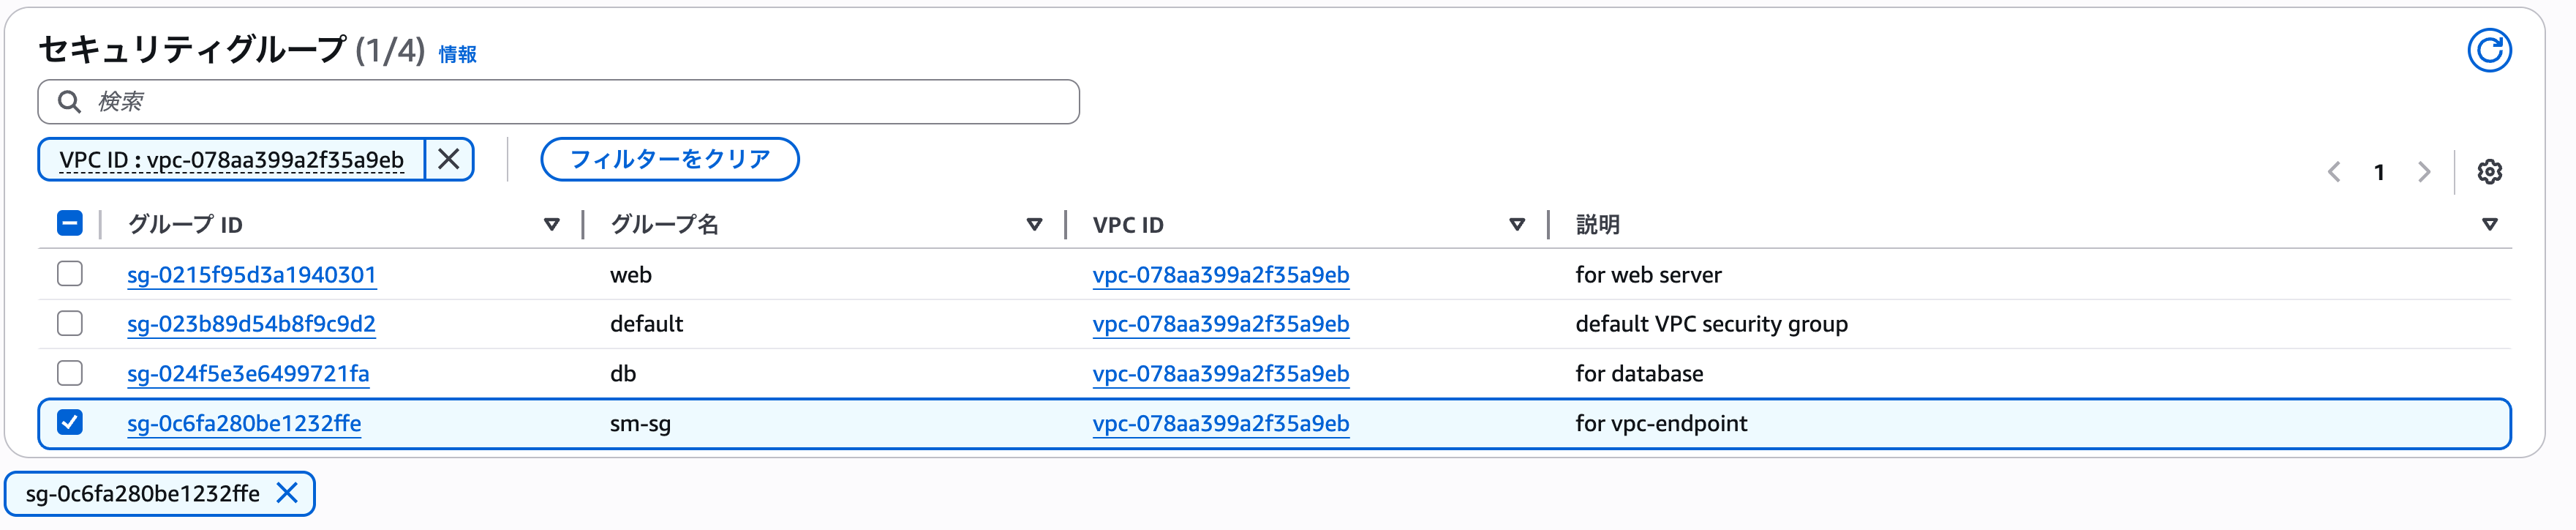 セキュリティグループ (1/4) 情報
検索
VPC ID : vpc-078aa399a2f35a9eb フィルターをクリア 1
グループ ID グループ名 VPC ID 説明
sg-0215f95d3a1940301 web vpc-078aa399a2f35a9eb for web server
sg-023b89d54b8f9c9d2 default vpc-078aa399a2f35a9eb default VPC security group
sg-024f5e3e6499721fa db vpc-078aa399a2f35a9eb for database
sg-0c6fa280be1232ffe sm-sg vpc-078aa399a2f35a9eb for vpc-endpoint
sg-0c6fa280be1232ffe